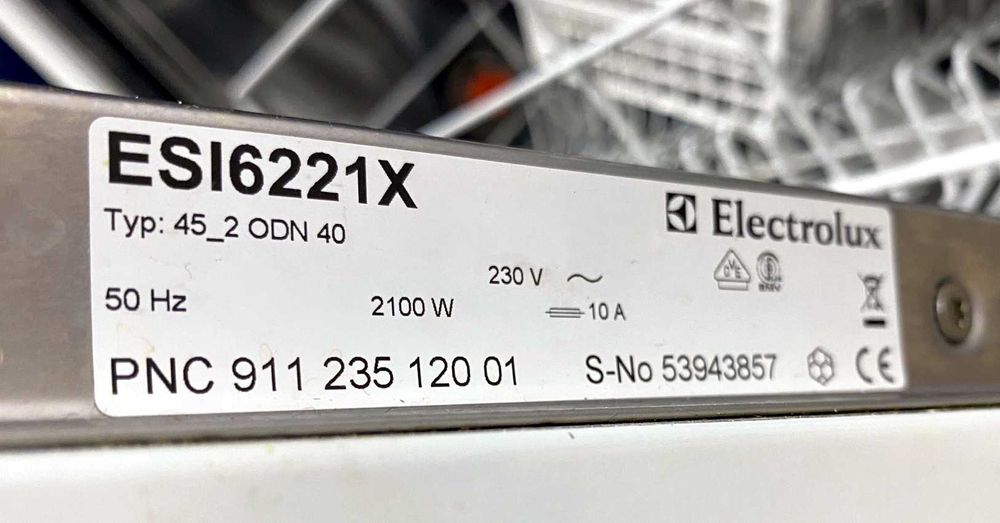 ESI6221X
Typ: 45_2 ODN 40
Electrolux
230 V ~
50 Hz
2100 W
10 A
PNC 911 235 120 01
S-No 53943857
CE